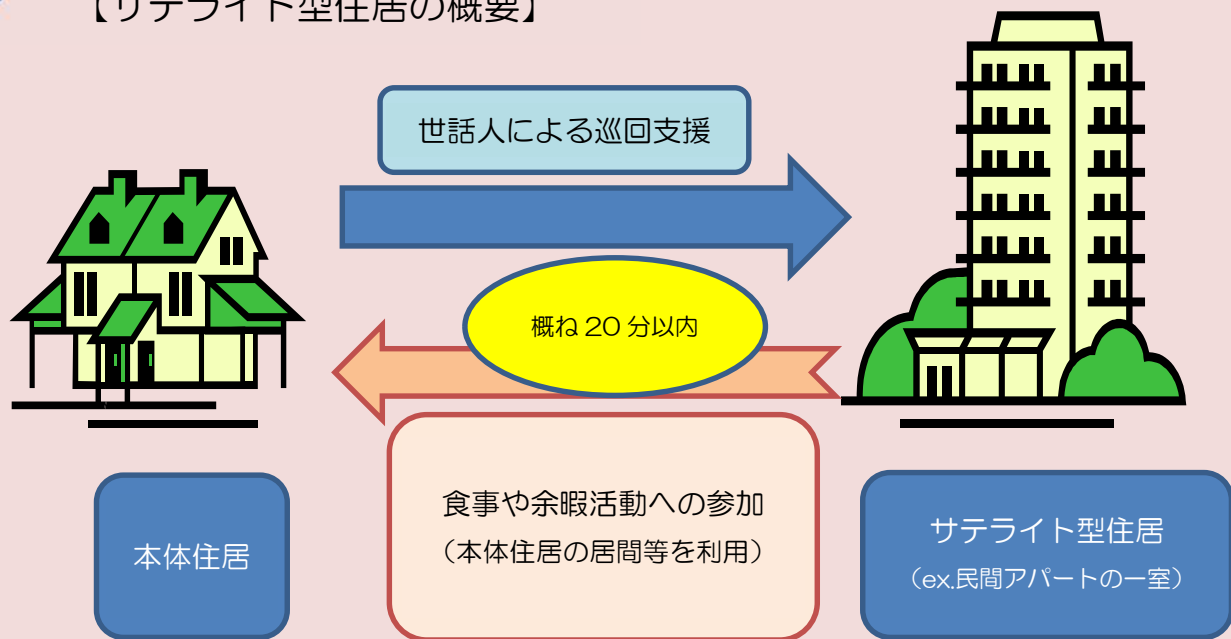 【サテライト型住居の概要】
世話人による巡回支援
概ね 20 分以内
食事や余暇活動への参加
（本体住居の居間等を利用）
本体住居
サテライト型住居
（ex.民間アパートの一室）